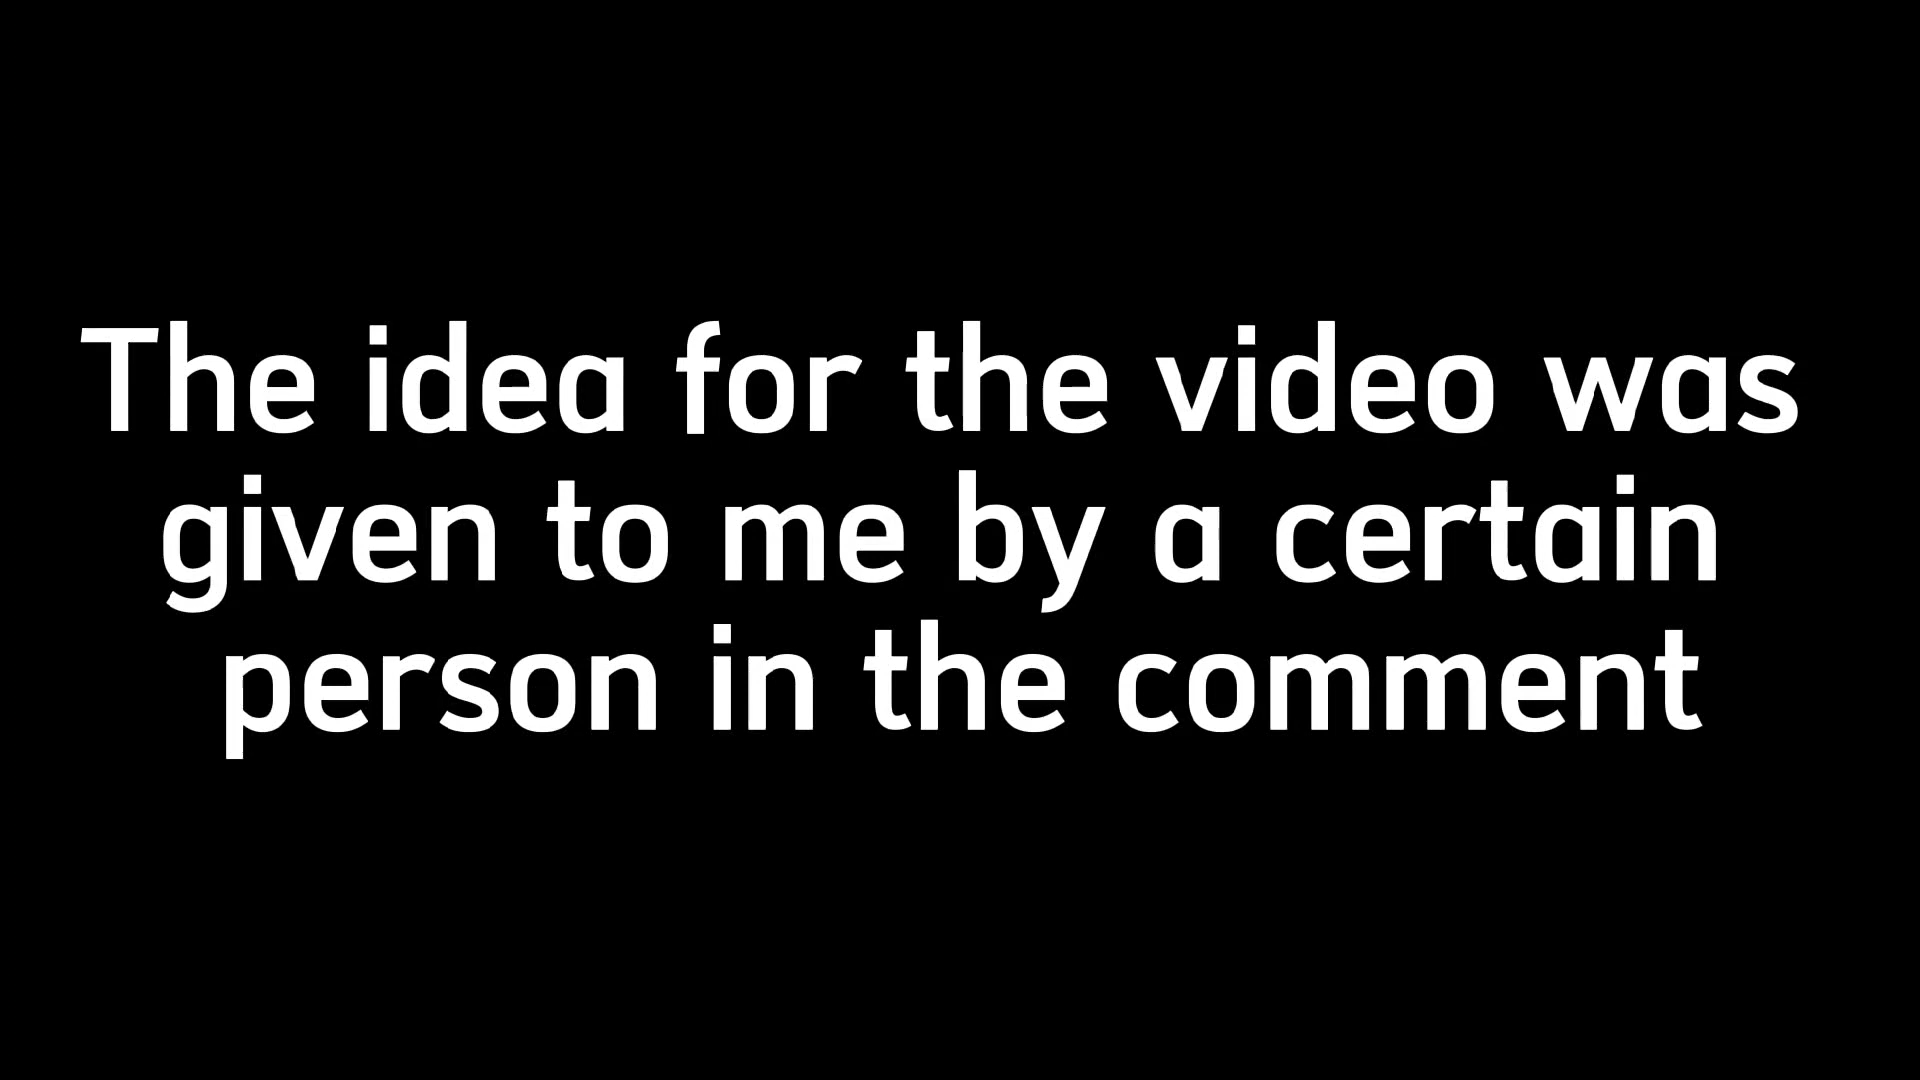 The idea for the video was
given to me by a certain
person in the comment